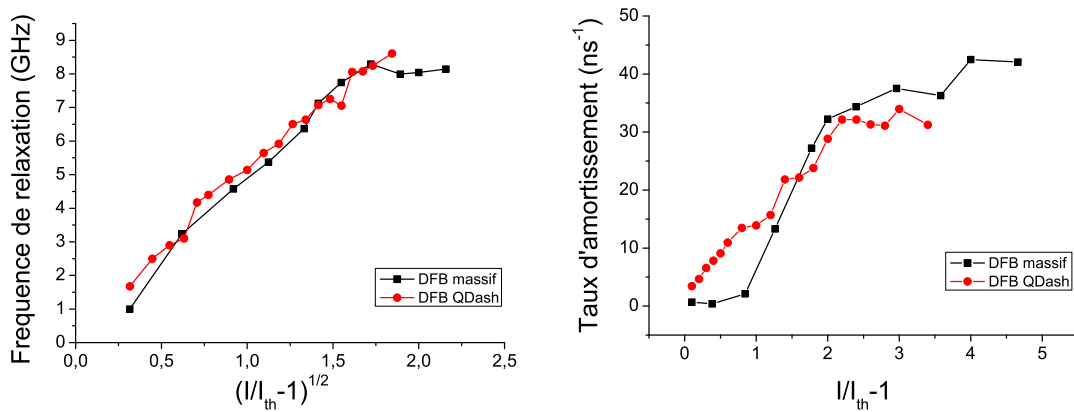 Frequence de relaxation (GHz)
9
8
7
6
5
4
3
2
1
0
0,0 0,5 1,0 1,5 2,0 2,5
(I/I_th-1)^1/2
DFB massif
DFB QDash
Taux d'amortissement (ns^-1)
50
40
30
20
10
0
0 1 2 3 4 5
I/I_th-1
DFB massif
DFB QDash